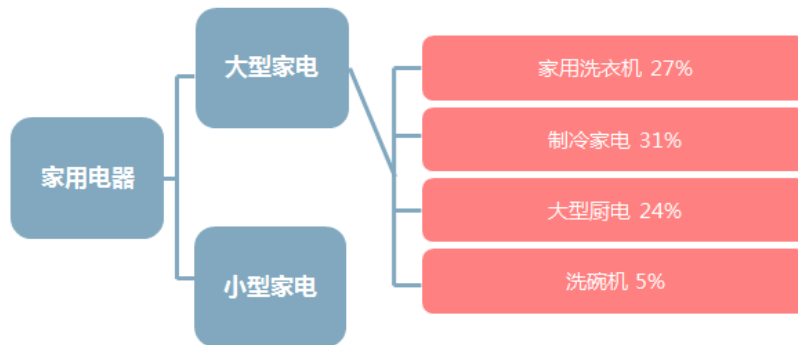 家用电器
大型家电
小型家电
家用洗衣机 27%
制冷家电 31%
大型厨电 24%
洗碗机 5%